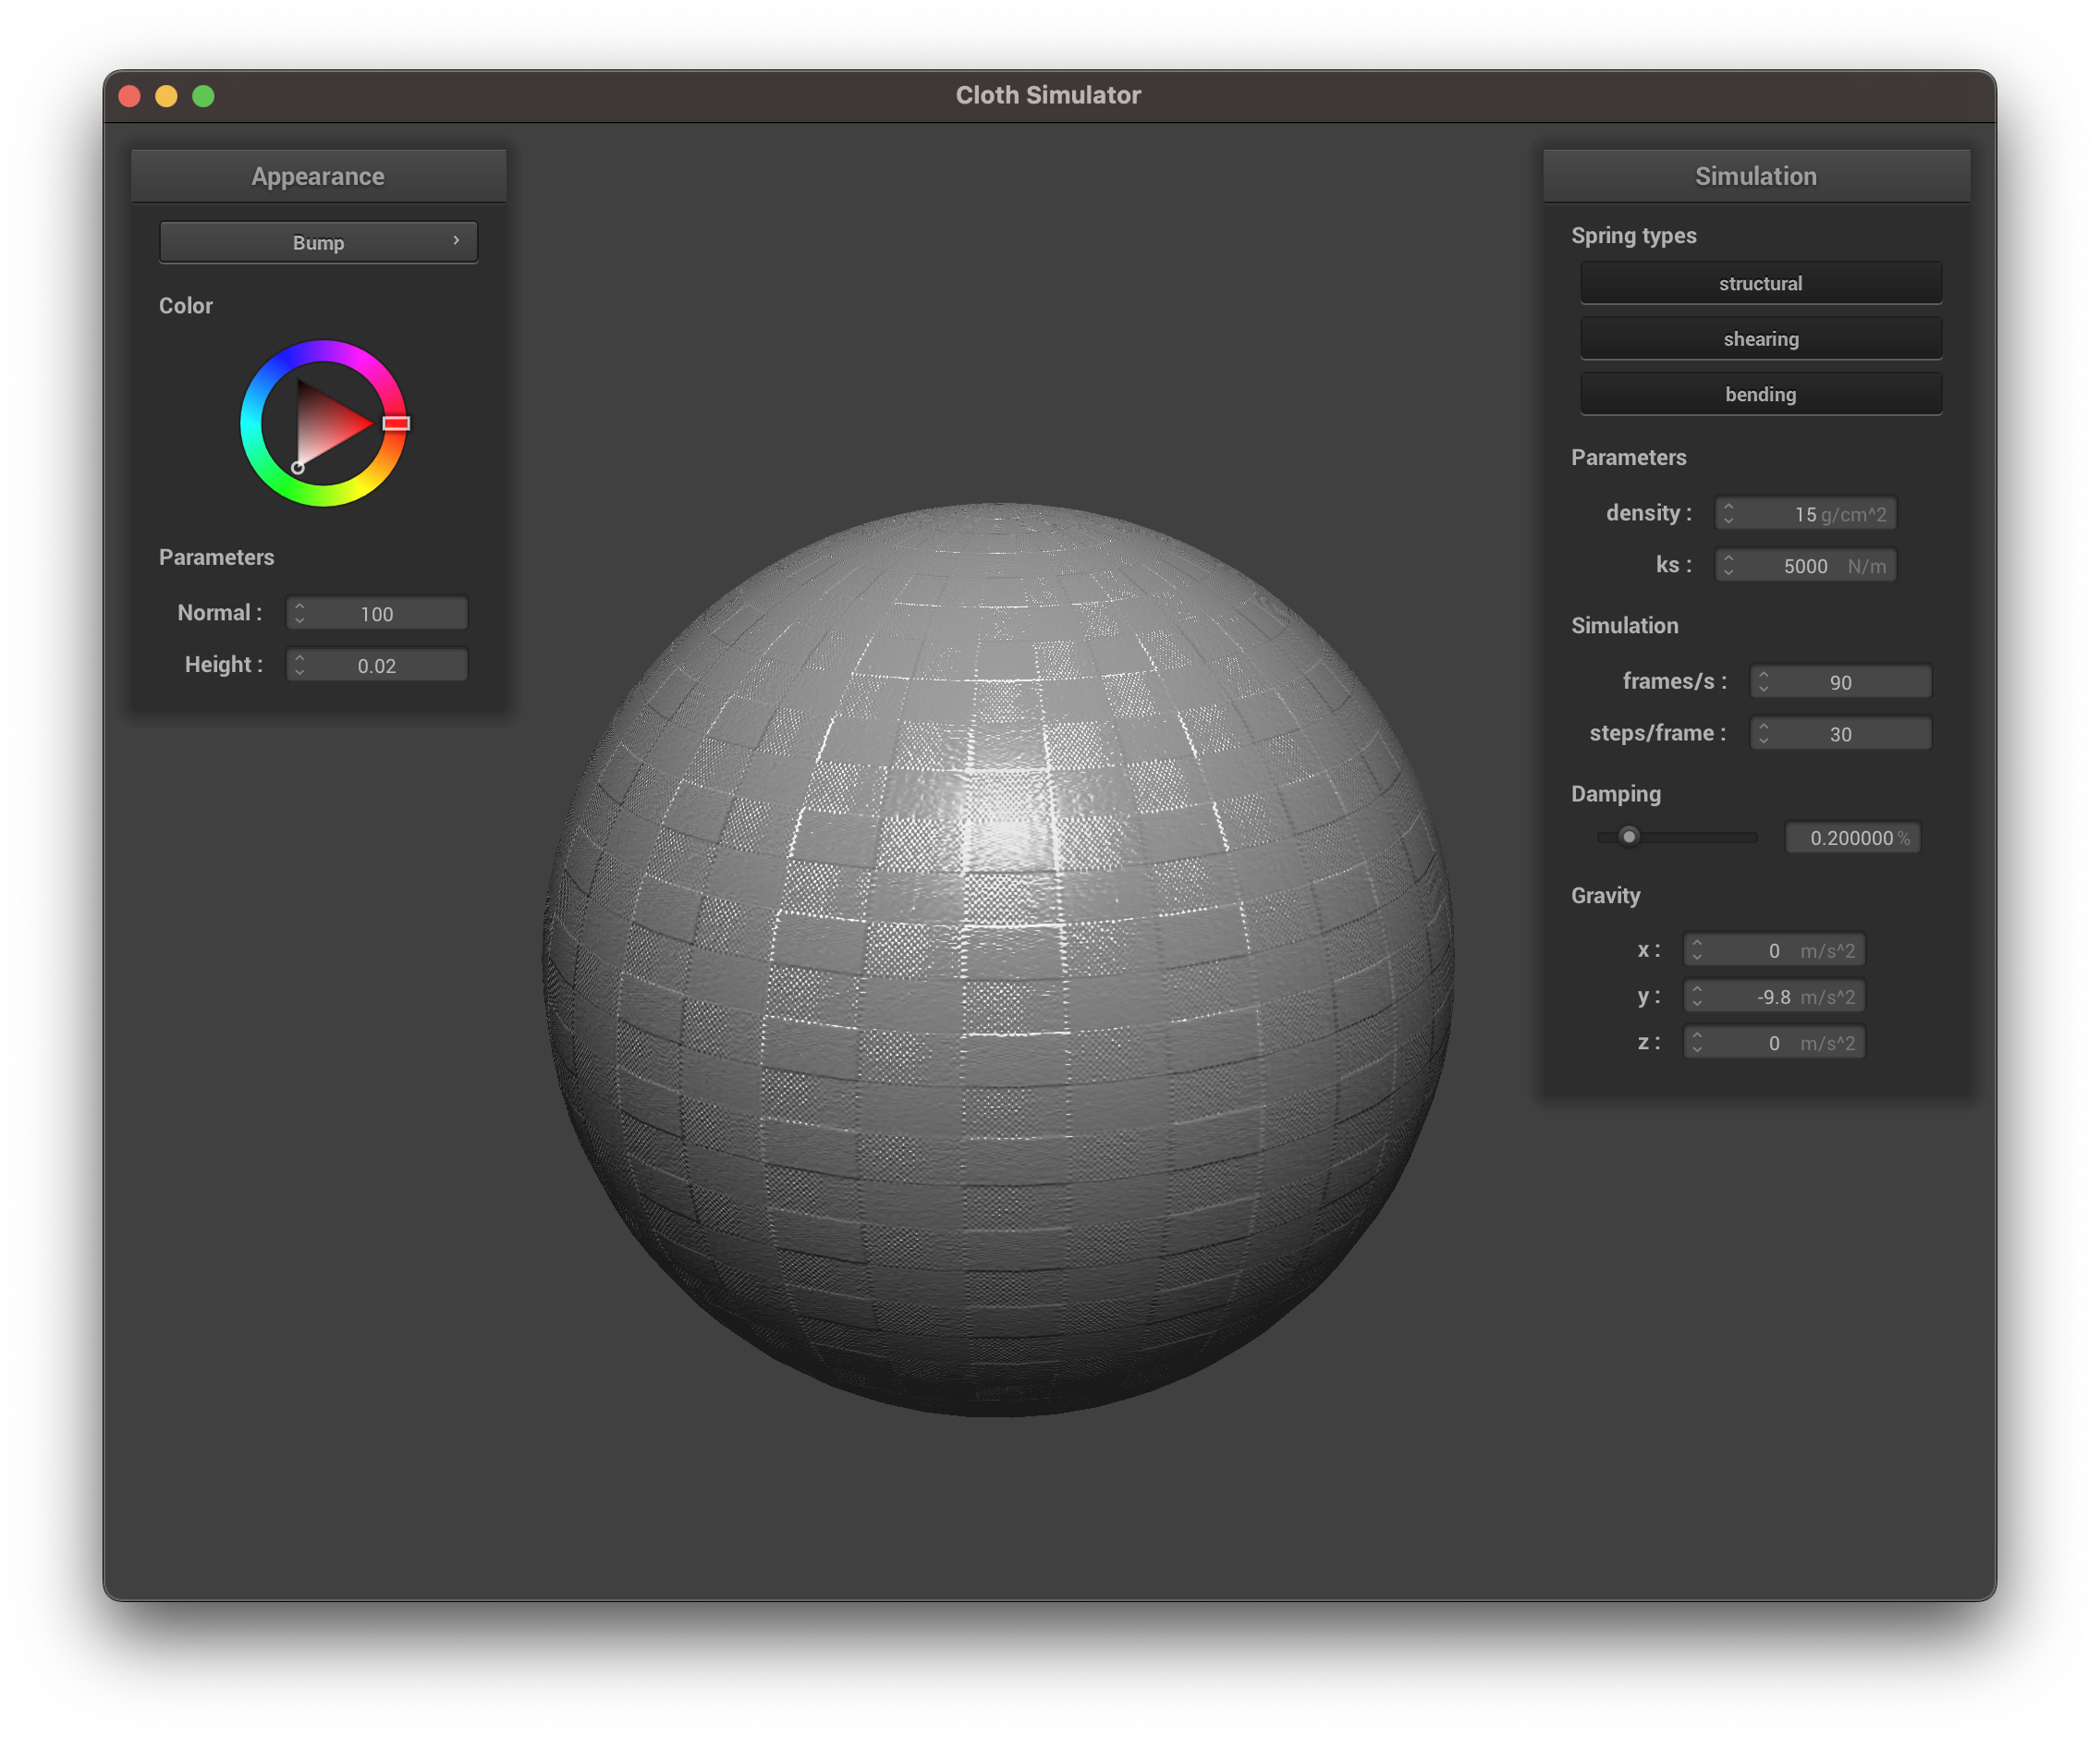 Cloth Simulator
Appearance
Bump
Color
Parameters
Normal : 100
Height : 0.02
Simulation
Spring types
structural
shearing
bending
Parameters
density : 15 g/cm^2
ks : 5000 N/m
Simulation
frames/s : 90
steps/frame : 30
Damping
0.200000 %
Gravity
x : 0 m/s^2
y : -9.8 m/s^2
z : 0 m/s^2